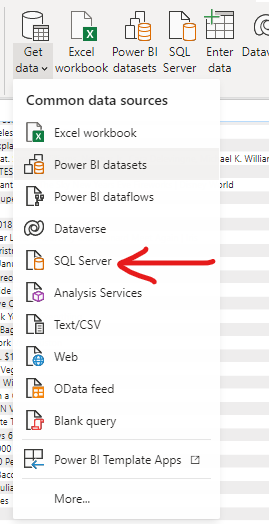 Get data
Excel workbook
Power BI datasets
SQL Server
Enter data
Datave
Common data sources
Excel workbook
Power BI datasets
Power BI dataflows
Dataverse
SQL Server
Analysis Services
Text/CSV
Web
OData feed
Blank query
Power BI Template Apps
More...
ael K. William
orld